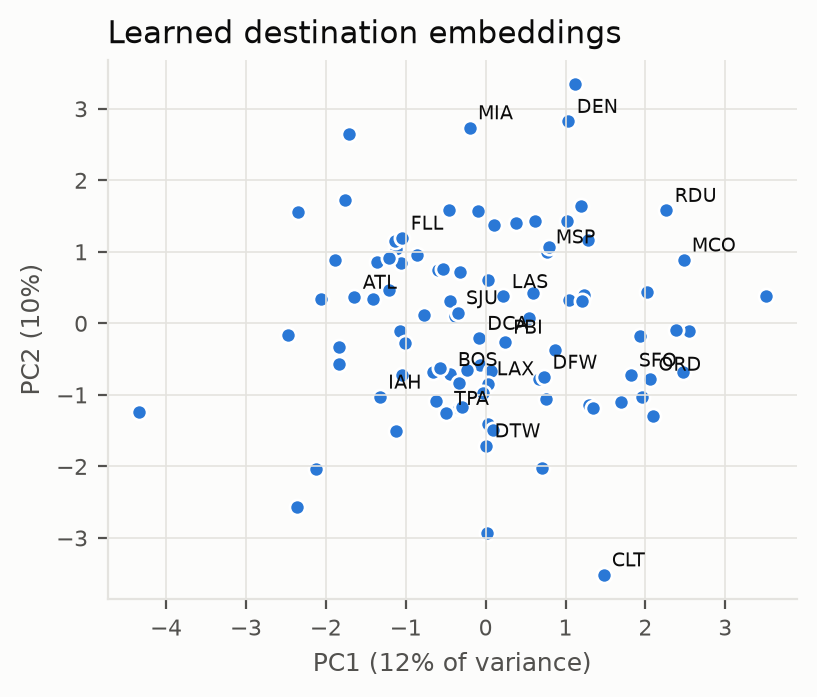 Learned destination embeddings
3
2
1
0
−1
−2
−3
PC2 (10%)
DEN
MIA
RDU
FLL
MSP
MCO
ATL
LAS
SJU
DCA
PBI
BOS
LAX
DFW
SFO
ORD
IAH
TPA
DTW
CLT
−4
−3
−2
−1
0
1
2
3
PC1 (12% of variance)